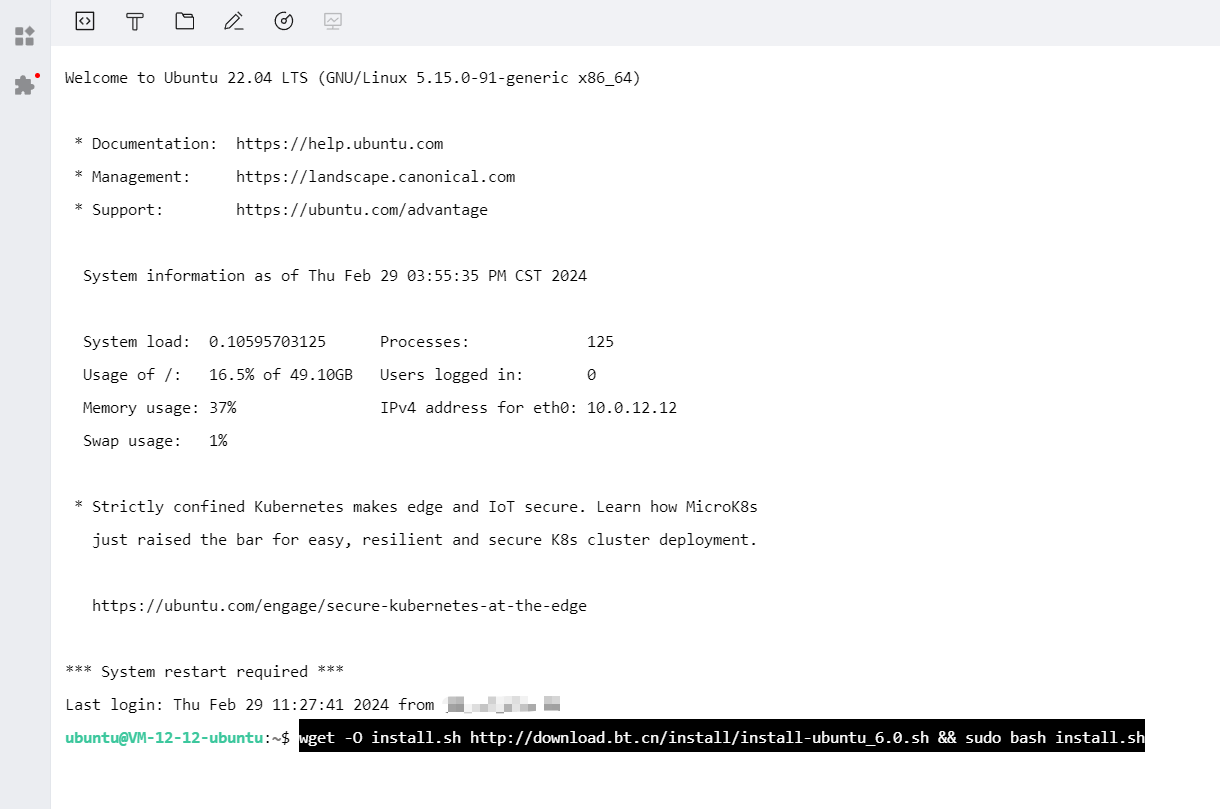 Welcome to Ubuntu 22.04 LTS (GNU/Linux 5.15.0-91-generic x86_64)
* Documentation: https://help.ubuntu.com
* Management: https://landscape.canonical.com
* Support: https://ubuntu.com/advantage
System information as of Thu Feb 29 03:55:35 PM CST 2024
System load: 0.10595703125 Processes: 125
Usage of /: 16.5% of 49.10GB Users logged in: 0
Memory usage: 37% IPv4 address for eth0: 10.0.12.12
Swap usage: 1%
* Strictly confined Kubernetes makes edge and IoT secure. Learn how MicroK8s
just raised the bar for easy, resilient and secure K8s cluster deployment.
https://ubuntu.com/engage/secure-kubernetes-at-the-edge
*** System restart required ***
Last login: Thu Feb 29 11:27:41 2024 from
ubuntu@VM-12-12-ubuntu:~$ wget -O install.sh http://download.bt.cn/install/install-ubuntu_6.0.sh && sudo bash install.sh